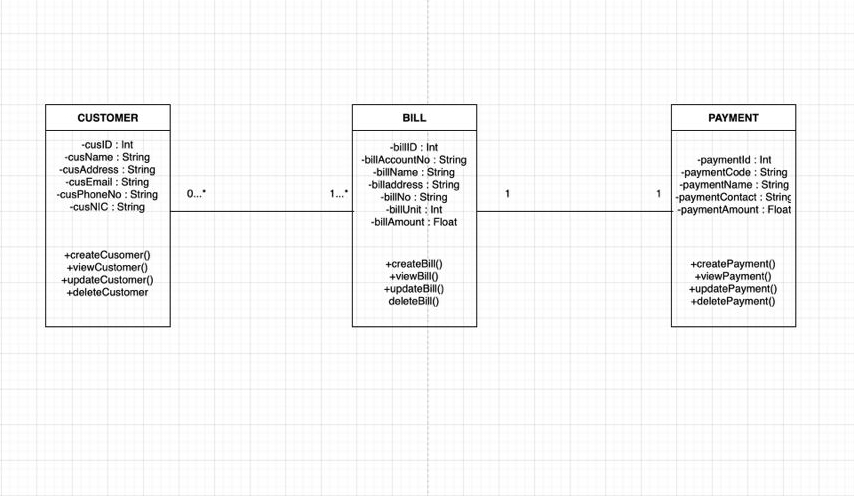 CUSTOMER
-cusID : Int
-cusName : String
-cusAddress : String
-cusEmail : String
-cusPhoneNo : String
-cusNIC : String
+createCusomer()
+viewCustomer()
+updateCustomer()
+deleteCustomer
0...*
1...*
BILL
-billID : Int
-billAccountNo : String
-billName : String
-billaddress : String
-billNo : String
-billUnit : Int
-billAmount : Float
+createBill()
+viewBill()
+updateBill()
deleteBill()
1
1
PAYMENT
-paymentId : Int
-paymentCode : String
-paymentName : String
-paymentContact : String
-paymentAmount : Float
+createPayment()
+viewPayment()
+updatePayment()
+deletePayment()